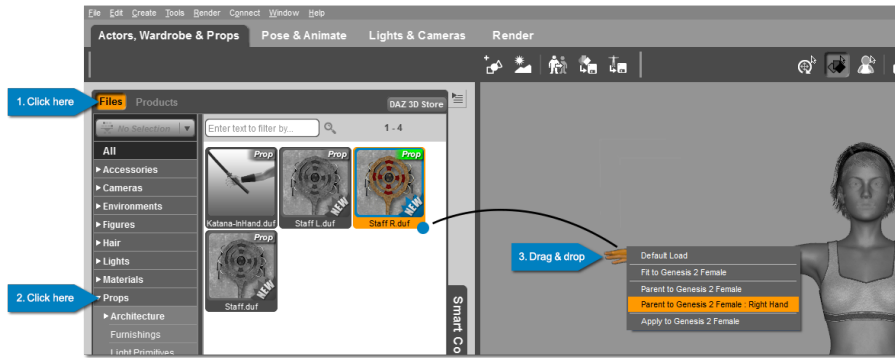 File Edit Create Tools Render Connect Window Help
Actors, Wardrobe & Props Pose & Animate Lights & Cameras Render
1. Click here
Files Products
DAZ 3D Store
No Selection
Enter text to filter by...
1 - 4
All
Accessories
Cameras
Environments
Figures
Hair
Lights
Materials
2. Click here
Props
Architecture
Furnishings
Light Primitives
Prop
Katana-InHand.duf
Prop
NEW
Staff L.duf
Prop
NEW
Staff R.duf
Prop
NEW
Staff.duf
Smart Co
3. Drag & drop
Default Load
Fit to Genesis 2 Female
Parent to Genesis 2 Female
Parent to Genesis 2 Female : Right Hand
Apply to Genesis 2 Female